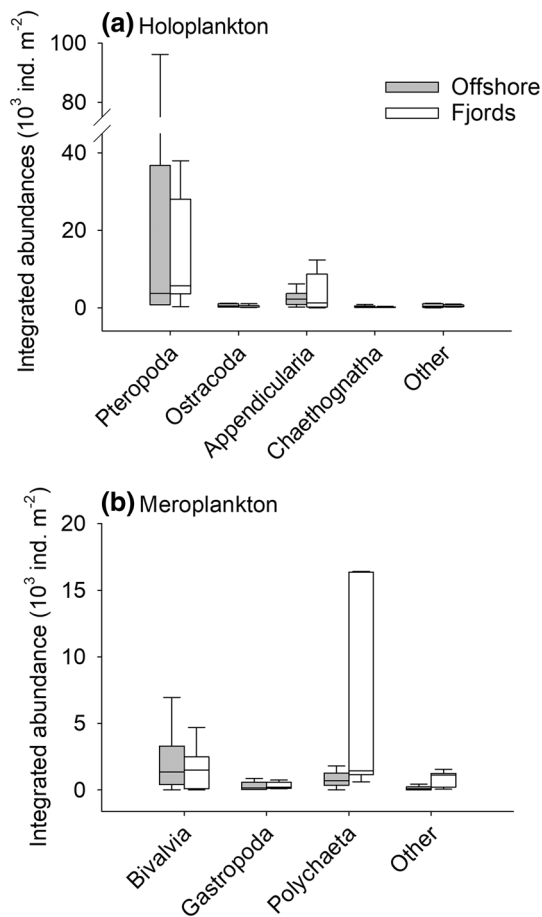 (a) Holoplankton
Integrated abundances (10³ ind. m⁻²)
100
80
40
20
0
Offshore
Fjords
Pteropoda
Ostracoda
Appendicularia
Chaethognatha
Other
(b) Meroplankton
Integrated abundance (10³ ind. m⁻²)
20
15
10
5
0
Bivalvia
Gastropoda
Polychaeta
Other